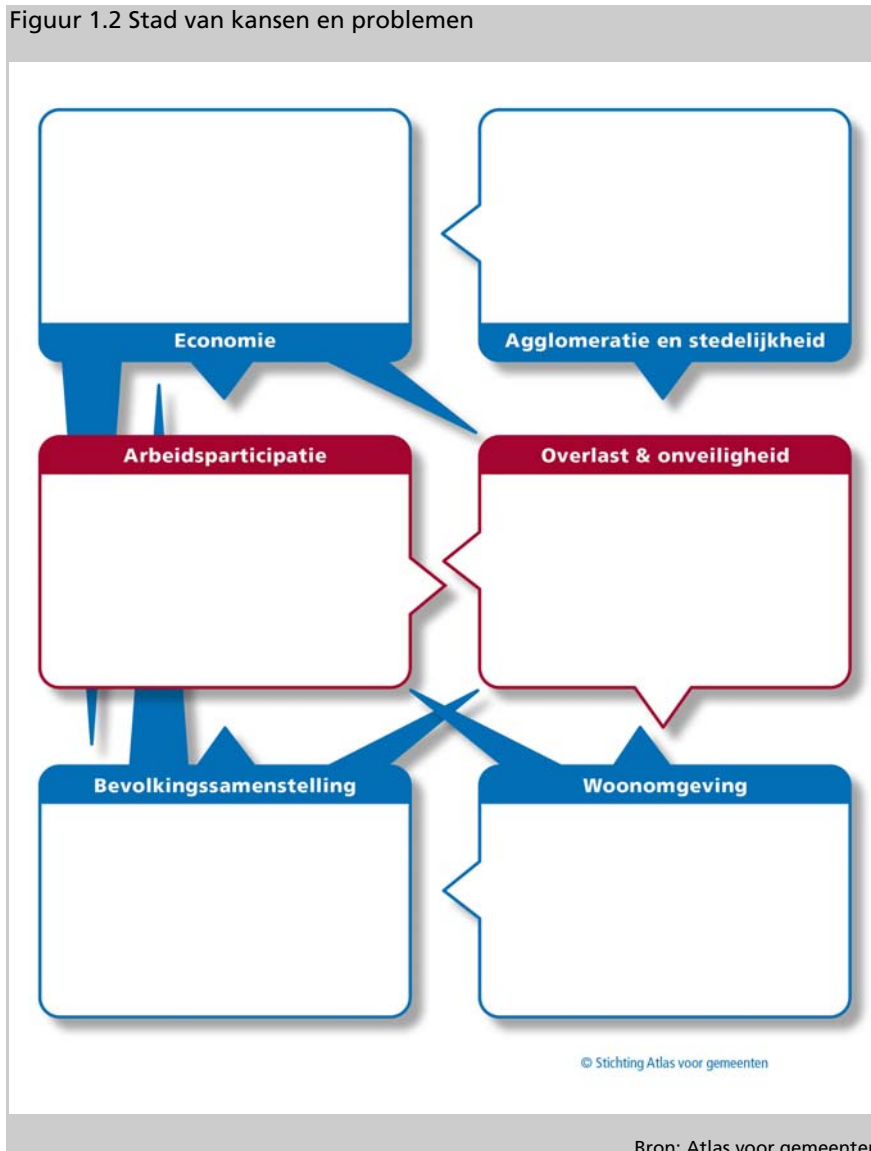 Figuur 1.2 Stad van kansen en problemen
Economie
Agglomeratie en stedelijkheid
Arbeidsparticipatie
Overlast & onveiligheid
Bevolkingssamenstelling
Woonomgeving
© Stichting Atlas voor gemeenten
Bron: Atlas voor gemeenten